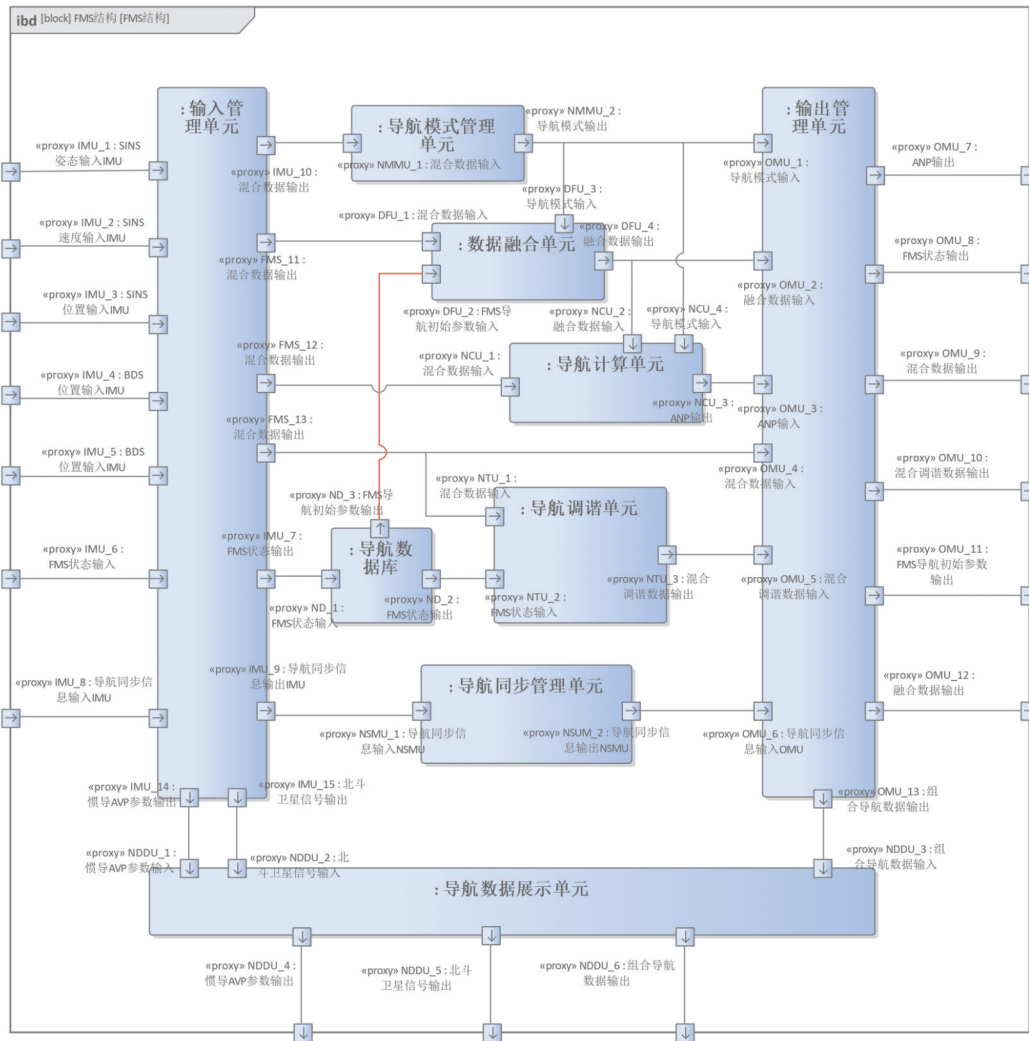 ibd [block] FMS结构 [FMS结构]
: 输入管
理单元
: 导航模式管理
单元
: 输出管
理单元
«proxy» NMMU_2 :
导航模式输出
«proxy» IMU_1 : SINS
姿态输入IMU
«proxy» IMU_10 :
混合数据输出
«proxy» NMMU_1 : 混合数据输入
«proxy» OMU_1 :
导航模式输入
«proxy» OMU_7 :
ANP输出
«proxy» DFU_3 :
导航模式输入
«proxy» IMU_2 : SINS
速度输入IMU
«proxy» DFU_1 : 混合数据输入
«proxy» DFU_4 :
融合数据输出
: 数据融合单元
«proxy» FMS_11 :
混合数据输出
«proxy» OMU_8 :
FMS状态输出
«proxy» IMU_3 : SINS
位置输入IMU
«proxy» DFU_2 : FMS导
航初始参数输入
«proxy» NCU_2 :
融合数据输入
«proxy» NCU_4 :
导航模式输入
«proxy» OMU_2 :
融合数据输入
«proxy» FMS_12 :
混合数据输出
«proxy» NCU_1 :
混合数据输入
: 导航计算单元
«proxy» OMU_9 :
混合数据输出
«proxy» IMU_4 : BDS
位置输入IMU
«proxy» NCU_3 :
ANP输出
«proxy» OMU_3 :
ANP输入
«proxy» FMS_13 :
混合数据输出
«proxy» IMU_5 : BDS
位置输入IMU
«proxy» OMU_4 :
混合数据输入
«proxy» OMU_10 :
混合调谐数据输出
«proxy» ND_3 : FMS导
航初始参数输出
«proxy» NTU_1 :
混合数据输入
: 导航调谐单元
«proxy» IMU_6 :
FMS状态输入
«proxy» IMU_7 :
FMS状态输出
: 导航数
据库
«proxy» OMU_11 :
FMS导航初始参数
输出
«proxy» ND_1 :
FMS状态输入
«proxy» ND_2 :
FMS状态输出
«proxy» NTU_2 :
FMS状态输入
«proxy» NTU_3 : 混合
调谐数据输出
«proxy» OMU_5 : 混合
调谐数据输入
«proxy» IMU_8 : 导航同步信
息输入IMU
«proxy» IMU_9 : 导航同步信
息输出IMU
: 导航同步管理单元
«proxy» OMU_12 :
融合数据输出
«proxy» NSMU_1 : 导航同步信
息输入NSMU
«proxy» NSUM_2 : 导航同步信
息输出NSMU
«proxy» OMU_6 : 导航同步信
息输入OMU
«proxy» IMU_14 :
惯导AVP参数输出
«proxy» IMU_15 : 北斗
卫星信号输出
«proxy» OMU_13 : 组
合导航数据输出
«proxy» NDDU_1 :
惯导AVP参数输入
«proxy» NDDU_2 : 北
斗卫星信号输入
«proxy» NDDU_3 : 组
合导航数据输入
: 导航数据展示单元
«proxy» NDDU_4 :
惯导AVP参数输出
«proxy» NDDU_5 : 北斗
卫星信号输出
«proxy» NDDU_6 : 组合导航
数据输出